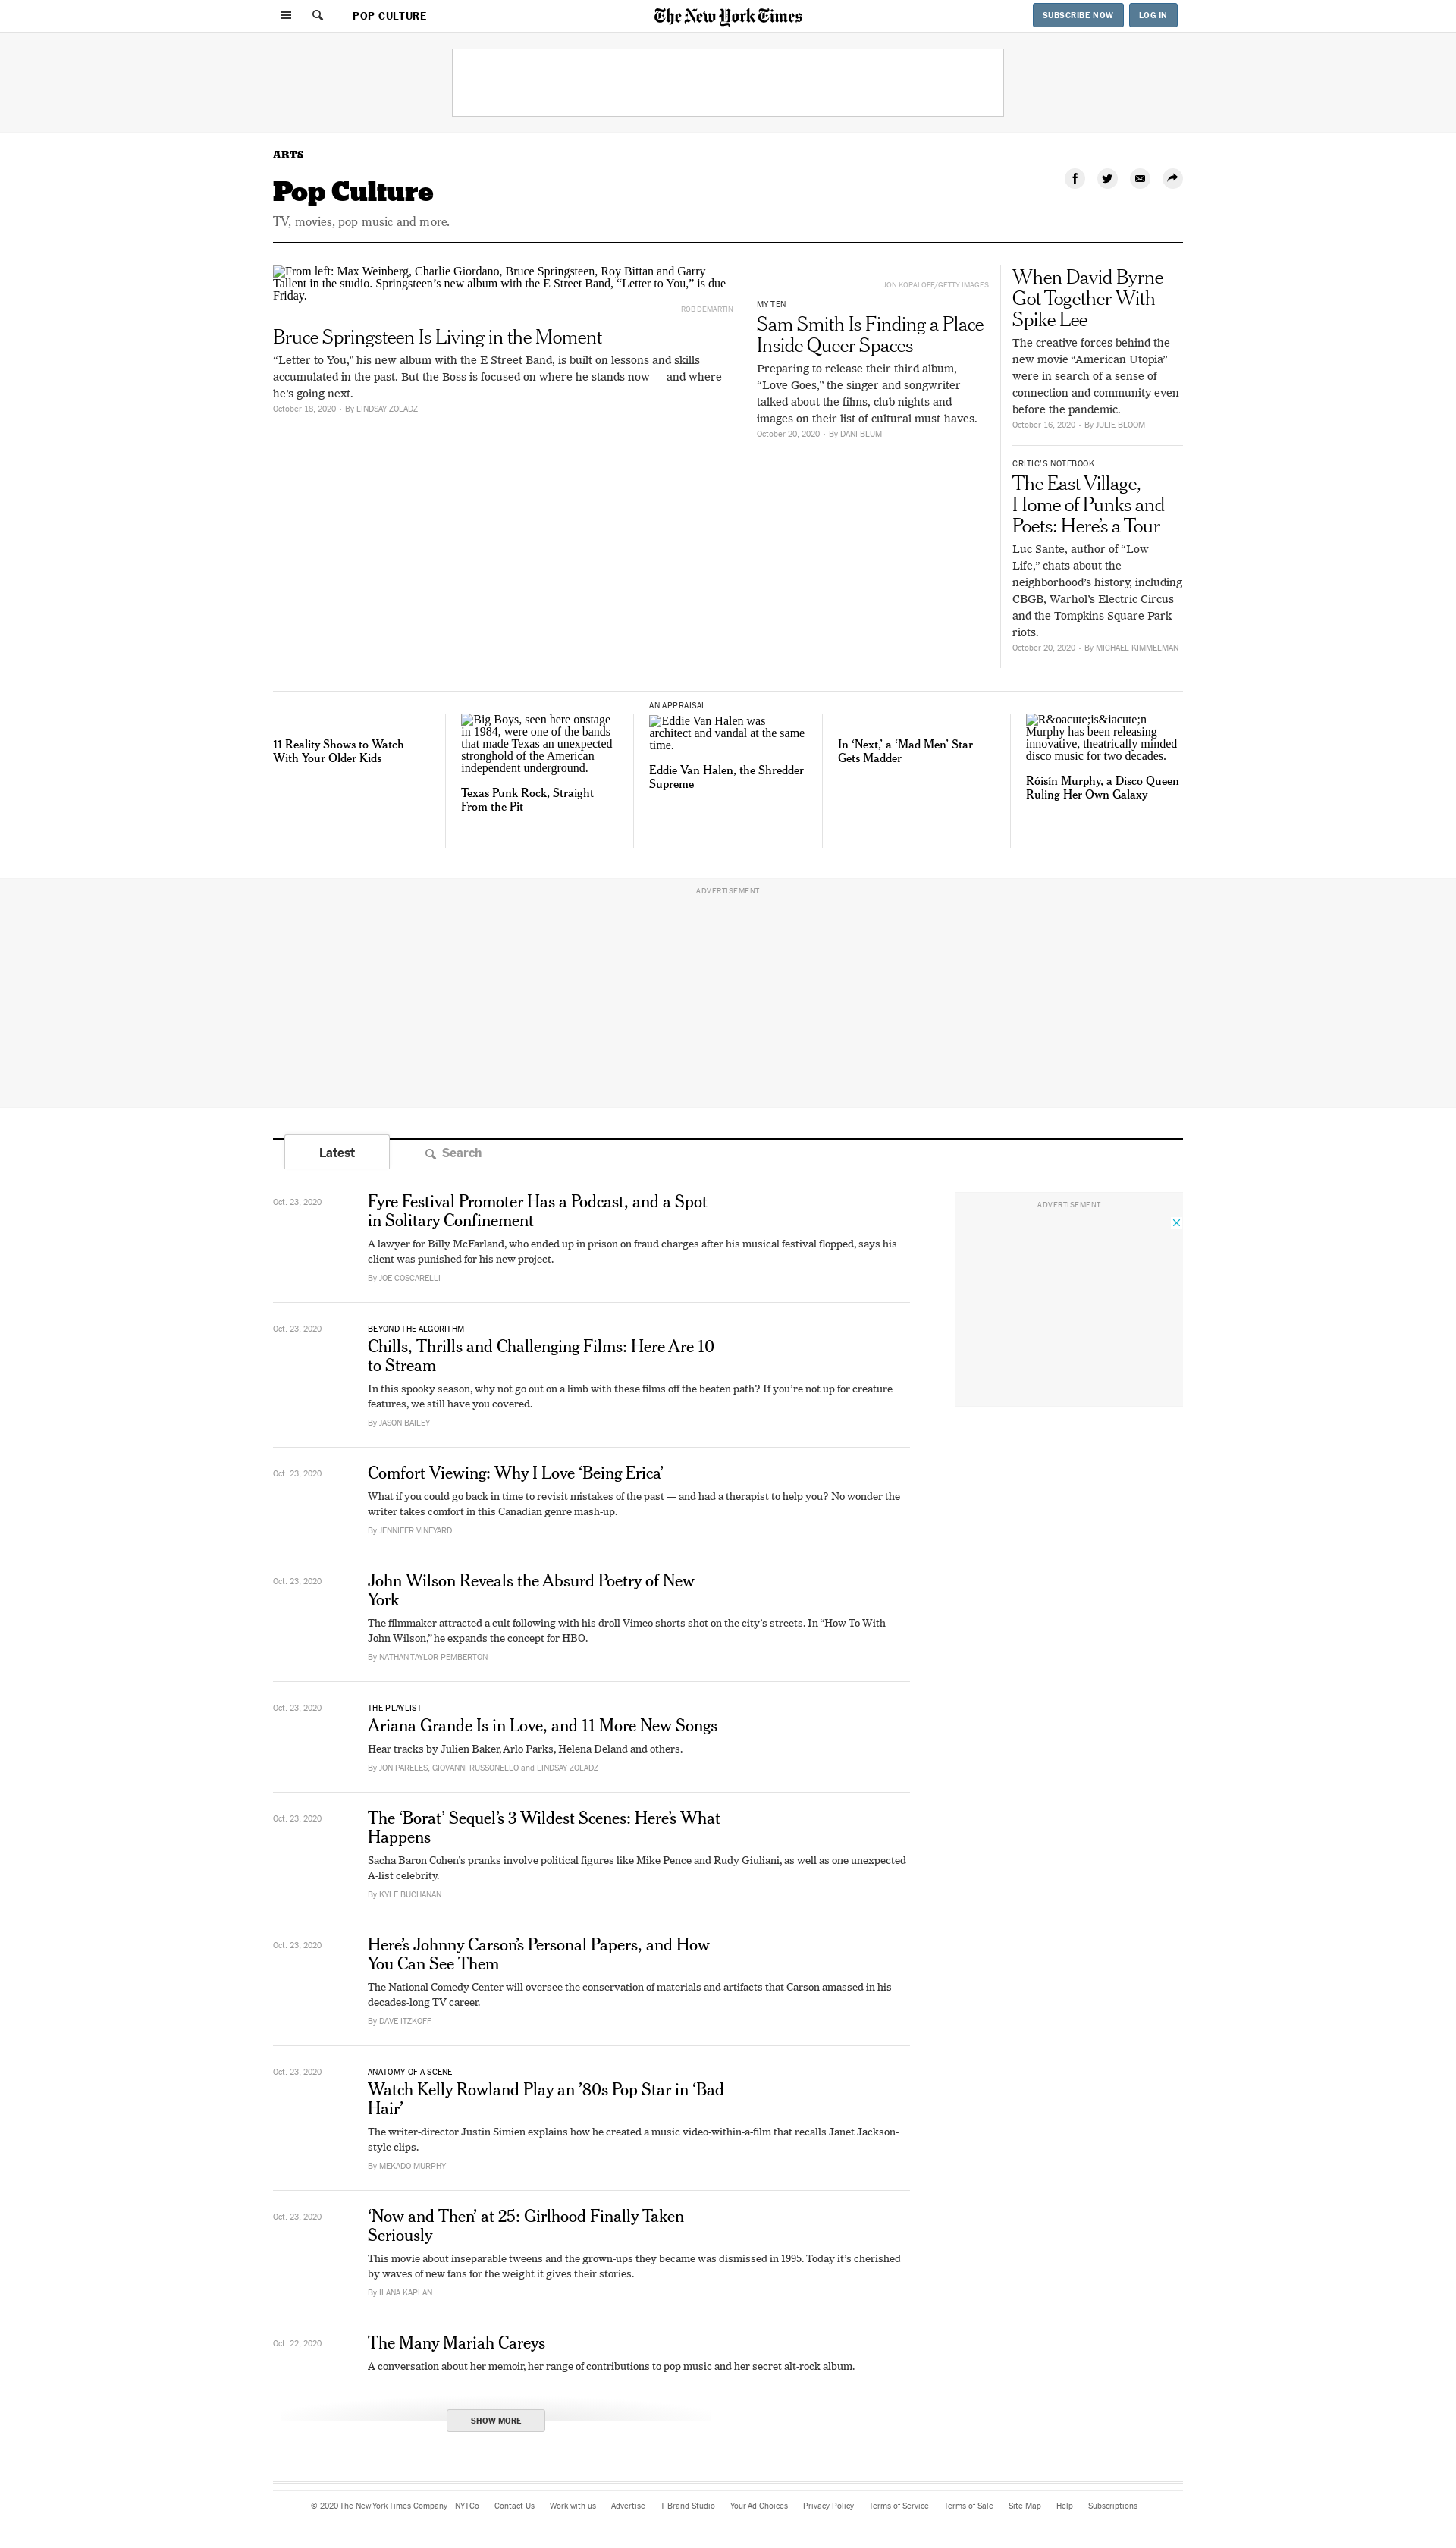 POP CULTURE
The New York Times
SUBSCRIBE NOW
LOG IN
ARTS
Pop Culture
TV, movies, pop music and more.
From left: Max Weinberg, Charlie Giordano, Bruce Springsteen, Roy Bittan and Garry
Tallent in the studio. Springsteen's new album with the E Street Band, “Letter to You,” is due
Friday.
ROB DEMARTIN
Bruce Springsteen Is Living in the Moment
“Letter to You,” his new album with the E Street Band, is built on lessons and skills
accumulated in the past. But the Boss is focused on where he stands now — and where
he's going next.
October 18, 2020 · By LINDSAY ZOLADZ
JON KOPALOFF/GETTY IMAGES
MY TEN
Sam Smith Is Finding a Place
Inside Queer Spaces
Preparing to release their third album,
“Love Goes,” the singer and songwriter
talked about the films, club nights and
images on their list of cultural must-haves.
October 20, 2020 · By DANI BLUM
When David Byrne
Got Together With
Spike Lee
The creative forces behind the
new movie “American Utopia”
were in search of a sense of
connection and community even
before the pandemic.
October 16, 2020 · By JULIE BLOOM
CRITIC'S NOTEBOOK
The East Village,
Home of Punks and
Poets: Here’s a Tour
Luc Sante, author of “Low
Life,” chats about the
neighborhood’s history, including
CBGB, Warhol’s Electric Circus
and the Tompkins Square Park
riots.
October 20, 2020 · By MICHAEL KIMMELMAN
11 Reality Shows to Watch
With Your Older Kids
Big Boys, seen here onstage
in 1984, were one of the bands
that made Texas an unexpected
stronghold of the American
independent underground.
Texas Punk Rock, Straight
From the Pit
AN APPRAISAL
Eddie Van Halen was
architect and vandal at the same
time.
Eddie Van Halen, the Shredder
Supreme
In ‘Next,’ a ‘Mad Men’ Star
Gets Madder
R&oacute;is&iacute;n
Murphy has been releasing
innovative, theatrically minded
disco music for two decades.
Róisín Murphy, a Disco Queen
Ruling Her Own Galaxy
ADVERTISEMENT
Latest
Search
Oct. 23, 2020
Fyre Festival Promoter Has a Podcast, and a Spot
in Solitary Confinement
A lawyer for Billy McFarland, who ended up in prison on fraud charges after his musical festival flopped, says his
client was punished for his new project.
By JOE COSCARELLI
ADVERTISEMENT
Oct. 23, 2020
BEYOND THE ALGORITHM
Chills, Thrills and Challenging Films: Here Are 10
to Stream
In this spooky season, why not go out on a limb with these films off the beaten path? If you’re not up for creature
features, we still have you covered.
By JASON BAILEY
Oct. 23, 2020
Comfort Viewing: Why I Love ‘Being Erica’
What if you could go back in time to revisit mistakes of the past — and had a therapist to help you? No wonder the
writer takes comfort in this Canadian genre mash-up.
By JENNIFER VINEYARD
Oct. 23, 2020
John Wilson Reveals the Absurd Poetry of New
York
The filmmaker attracted a cult following with his droll Vimeo shorts shot on the city’s streets. In “How To With
John Wilson,” he expands the concept for HBO.
By NATHAN TAYLOR PEMBERTON
Oct. 23, 2020
THE PLAYLIST
Ariana Grande Is in Love, and 11 More New Songs
Hear tracks by Julien Baker, Arlo Parks, Helena Deland and others.
By JON PARELES, GIOVANNI RUSSONELLO and LINDSAY ZOLADZ
Oct. 23, 2020
The ‘Borat’ Sequel’s 3 Wildest Scenes: Here’s What
Happens
Sacha Baron Cohen’s pranks involve political figures like Mike Pence and Rudy Giuliani, as well as one unexpected
A-list celebrity.
By KYLE BUCHANAN
Oct. 23, 2020
Here’s Johnny Carson’s Personal Papers, and How
You Can See Them
The National Comedy Center will oversee the conservation of materials and artifacts that Carson amassed in his
decades-long TV career.
By DAVE ITZKOFF
Oct. 23, 2020
ANATOMY OF A SCENE
Watch Kelly Rowland Play an ’80s Pop Star in ‘Bad
Hair’
The writer-director Justin Simien explains how he created a music video-within-a-film that recalls Janet Jackson-
style clips.
By MEKADO MURPHY
Oct. 23, 2020
‘Now and Then’ at 25: Girlhood Finally Taken
Seriously
This movie about inseparable tweens and the grown-ups they became was dismissed in 1995. Today it’s cherished
by waves of new fans for the weight it gives their stories.
By ILANA KAPLAN
Oct. 22, 2020
The Many Mariah Careys
A conversation about her memoir, her range of contributions to pop music and her secret alt-rock album.
SHOW MORE
© 2020 The New York Times Company NYTCo Contact Us Work with us Advertise T Brand Studio Your Ad Choices Privacy Policy Terms of Service Terms of Sale Site Map Help Subscriptions